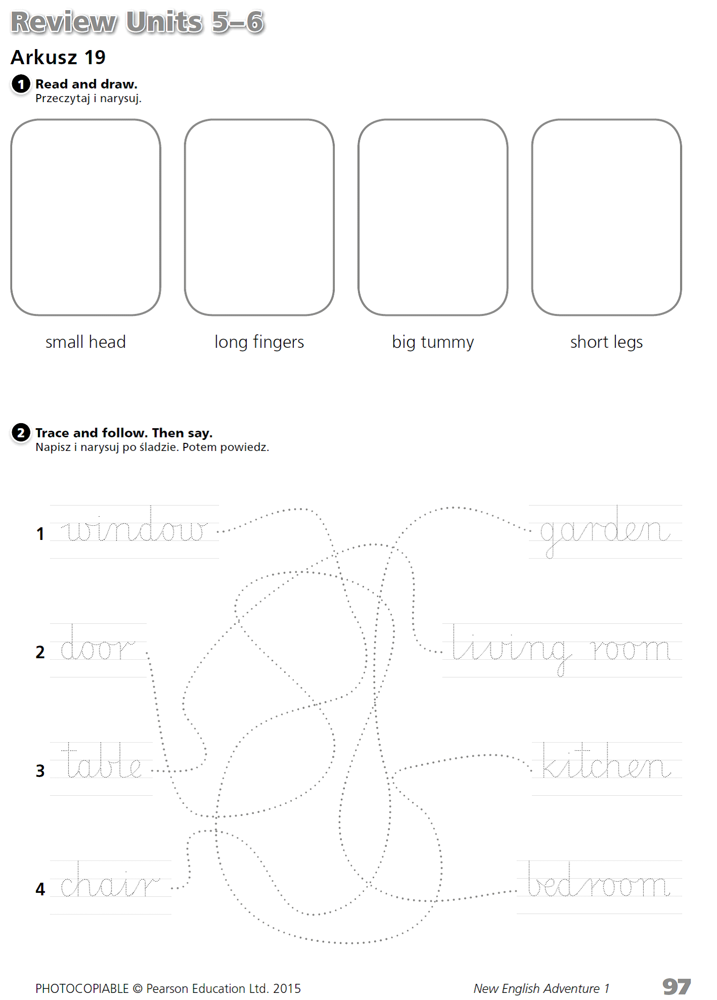 Review Units 5–6
Arkusz 19
1 Read and draw.
Przeczytaj i narysuj.
small head long fingers big tummy short legs
2 Trace and follow. Then say.
Napisz i narysuj po śladzie. Potem powiedz.
1 window garden
2 door living room
3 table kitchen
4 chair bedroom
PHOTOCOPIABLE © Pearson Education Ltd. 2015 New English Adventure 1 97